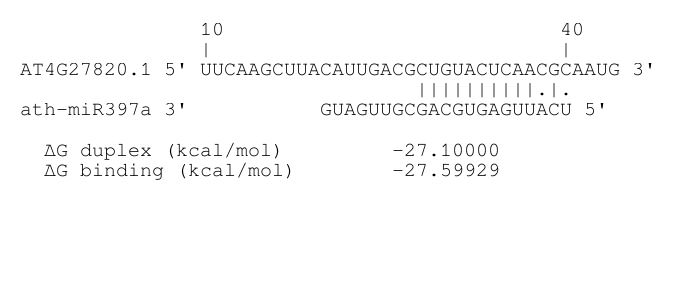 10 40
| |
AT4G27820.1 5' UUCAAGCUUACAUUGACGCUGUACUCAACGCAAUG 3'
||||||||||.|.
ath-miR397a 3' GUAGUUGCGACGUGAGUUACU 5'
ΔG duplex (kcal/mol) -27.10000
ΔG binding (kcal/mol) -27.59929